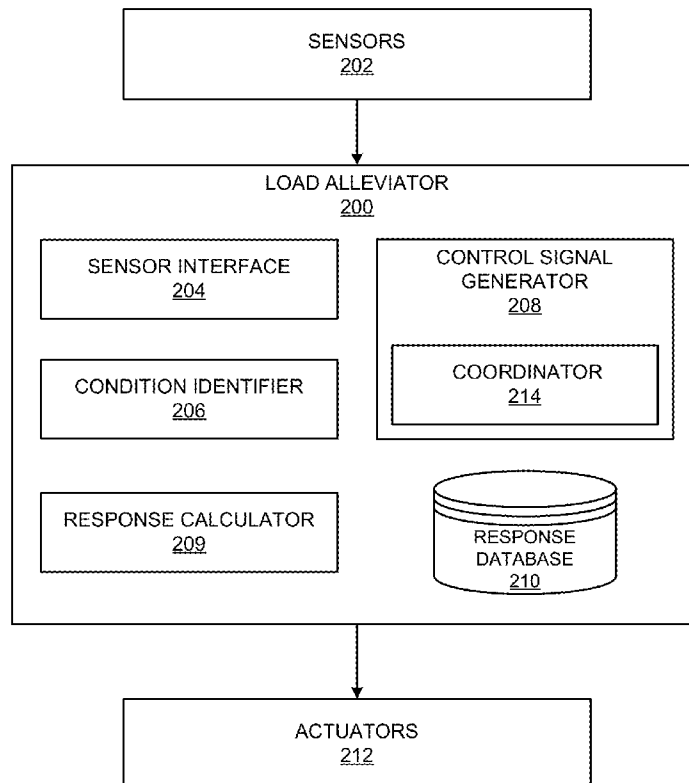 SENSORS
202
LOAD ALLEVIATOR
200
SENSOR INTERFACE
204
CONTROL SIGNAL
GENERATOR
208
CONDITION IDENTIFIER
206
COORDINATOR
214
RESPONSE CALCULATOR
209
RESPONSE
DATABASE
210
ACTUATORS
212